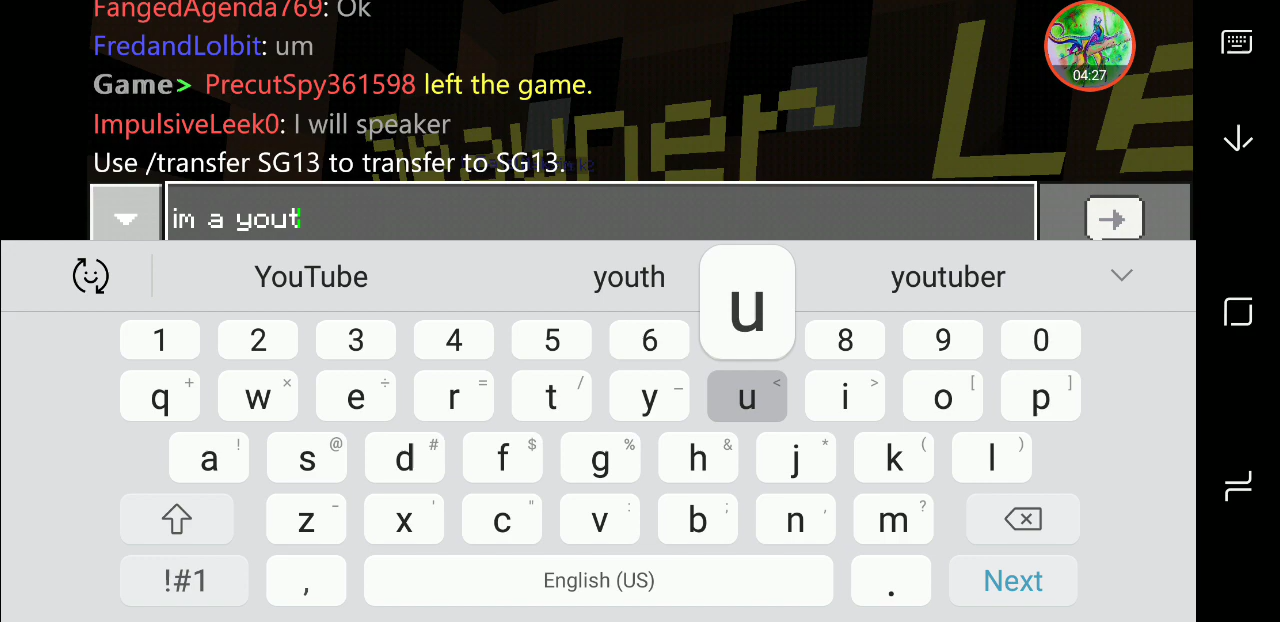 FangedAgenda769: Ok
FredandLolbit: um
Game> PrecutSpy361598 left the game.
ImpulsiveLeek0: I will speaker
Use /transfer SG13 to transfer to SG13.
04:27
im a yout
YouTube youth youtuber
u
1 2 3 4 5 6 8 9 0
q + w × e ÷ r = t / y _ u < i > o [ p ]
a ! s @ d # f $ g % h & j * k ( l )
z - x ' c " v : b ; n , m ?
!#1 , English (US) . Next